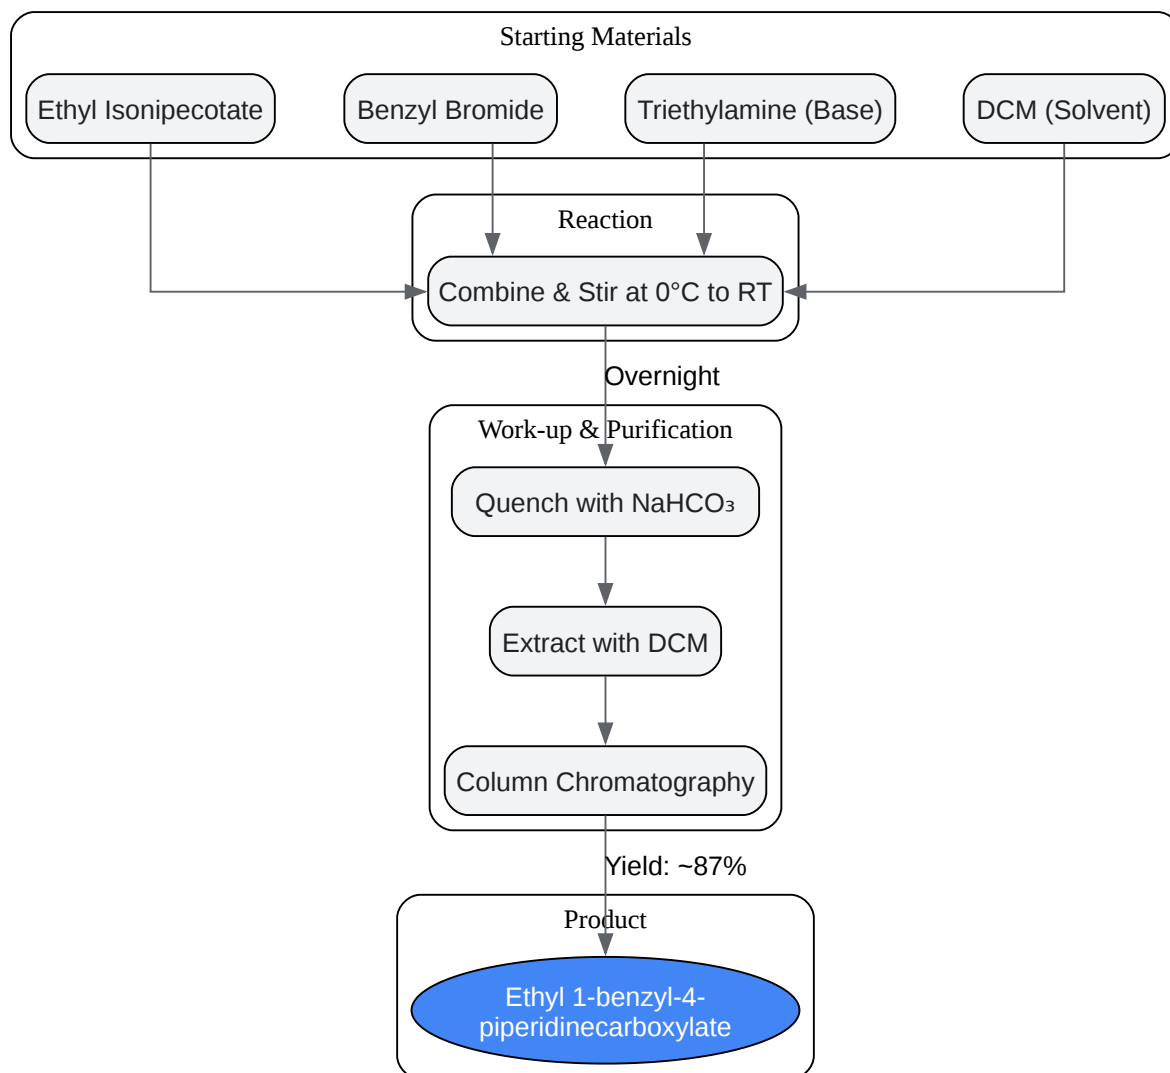 Starting Materials
Ethyl Isonipecotate
Benzyl Bromide
Triethylamine (Base)
DCM (Solvent)
Reaction
Combine & Stir at 0°C to RT
Overnight
Work-up & Purification
Quench with NaHCO₃
Extract with DCM
Column Chromatography
Yield: ~87%
Product
Ethyl 1-benzyl-4-
piperidinecarboxylate